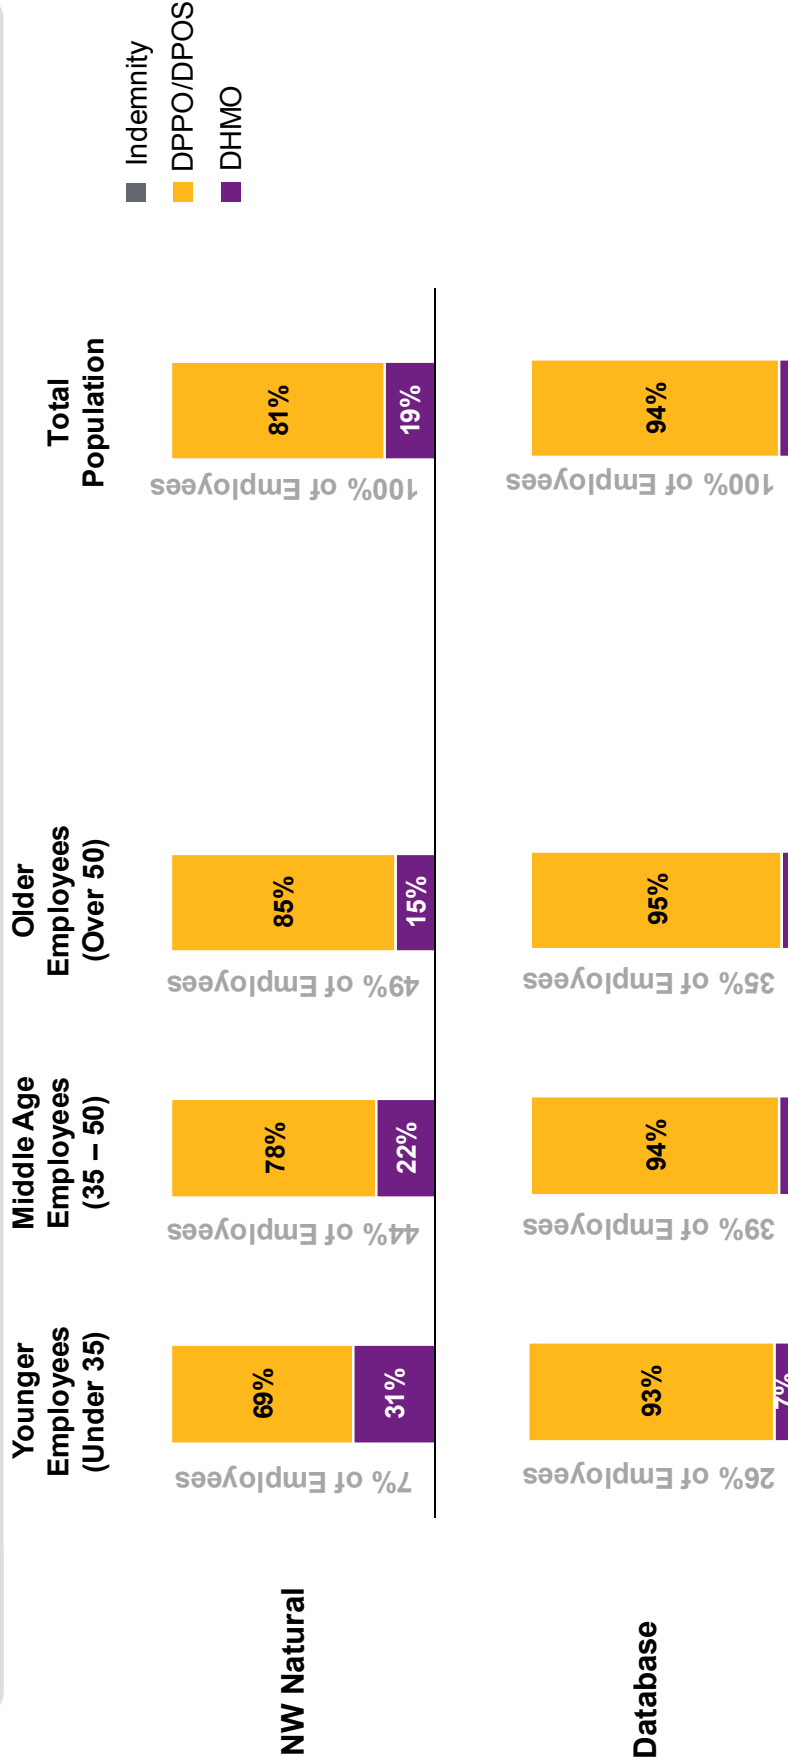 Indemnity
DPPO/DPOS
DHMO
Younger
Employees
(Under 35)
Middle Age
Employees
(35 – 50)
Older
Employees
(Over 50)
Total
Population
NW Natural
7% of Employees
69%
31%
44% of Employees
78%
22%
49% of Employees
85%
15%
100% of Employees
81%
19%
Database
26% of Employees
93%
7%
39% of Employees
94%
35% of Employees
95%
100% of Employees
94%